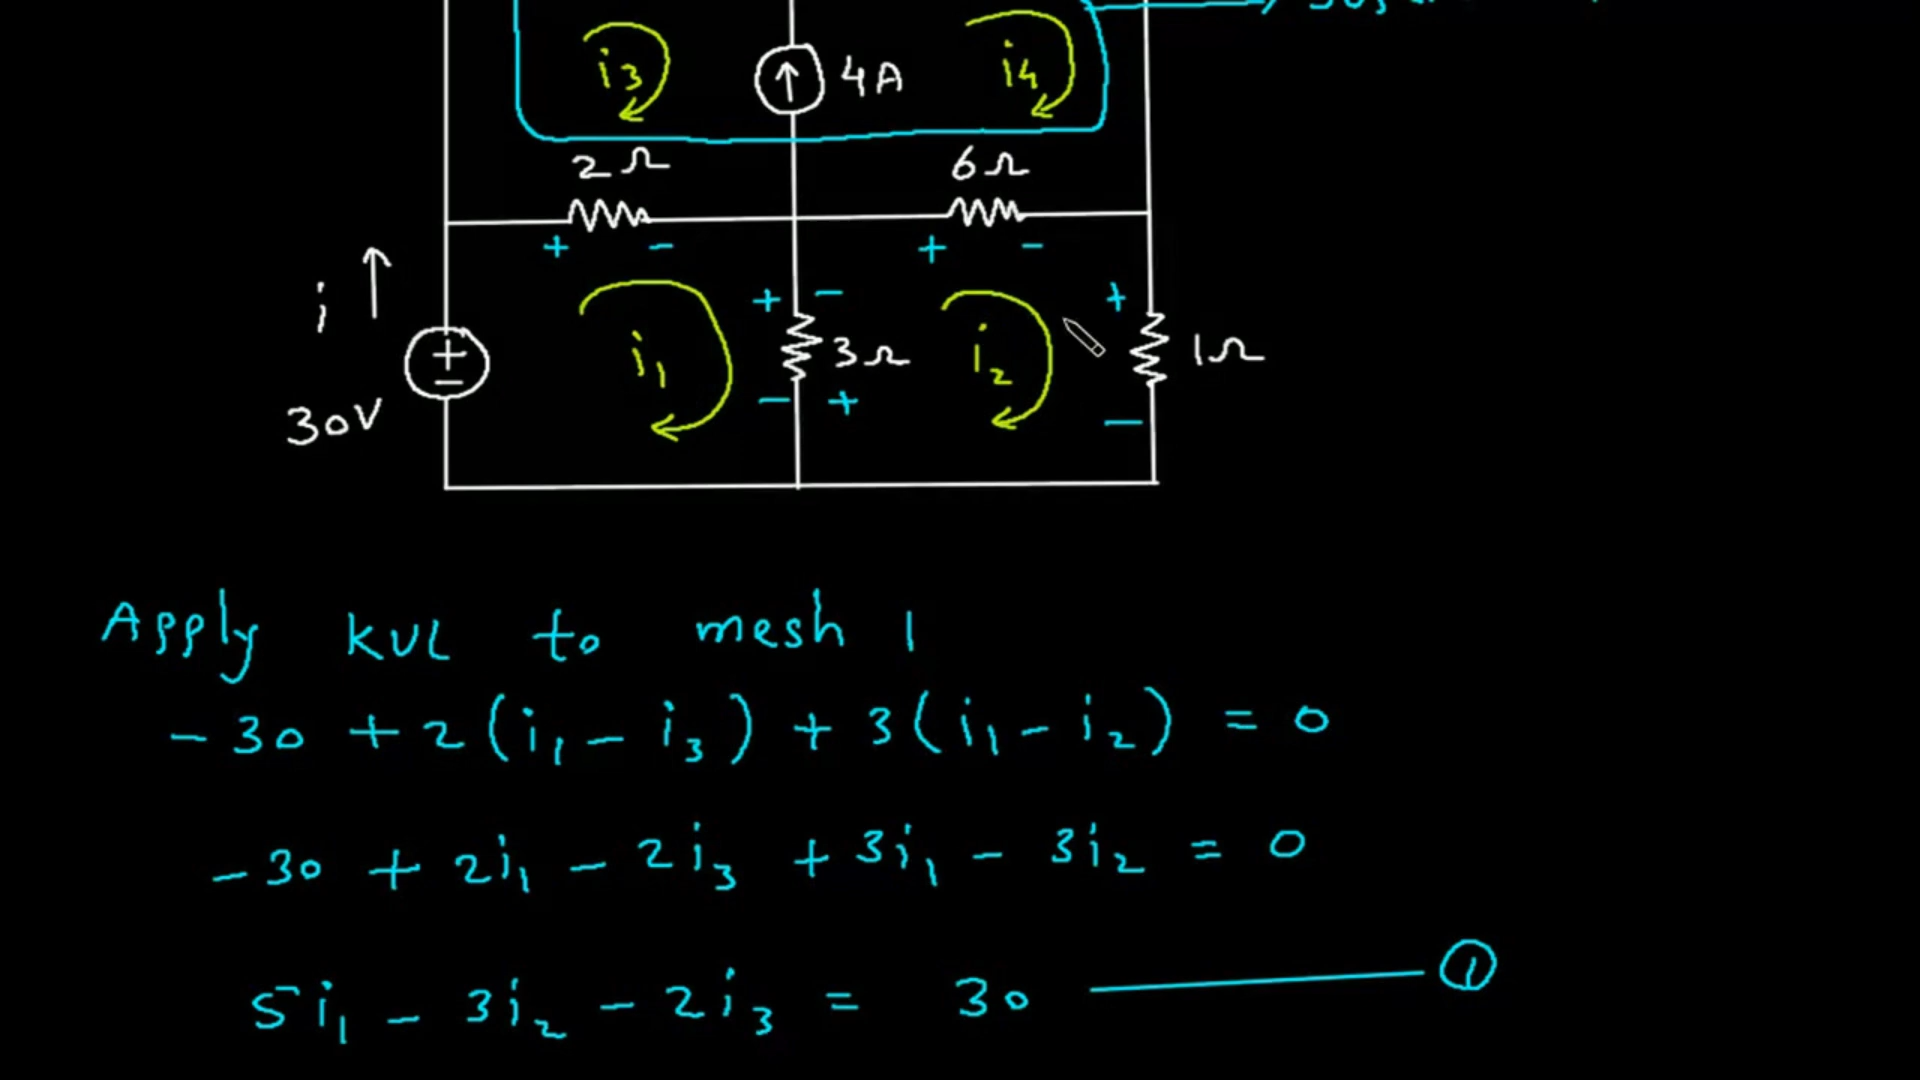 i3 4A i4
2Ω 6Ω
+ - + -
+ - +
i
+
-
i1 3Ω i2 1Ω
30V - + -
Apply KVL to mesh 1
-30 + 2(i1 - i3) + 3(i1 - i2) = 0
-30 + 2i1 - 2i3 + 3i1 - 3i2 = 0
5i1 - 3i2 - 2i3 = 30 ——— ①